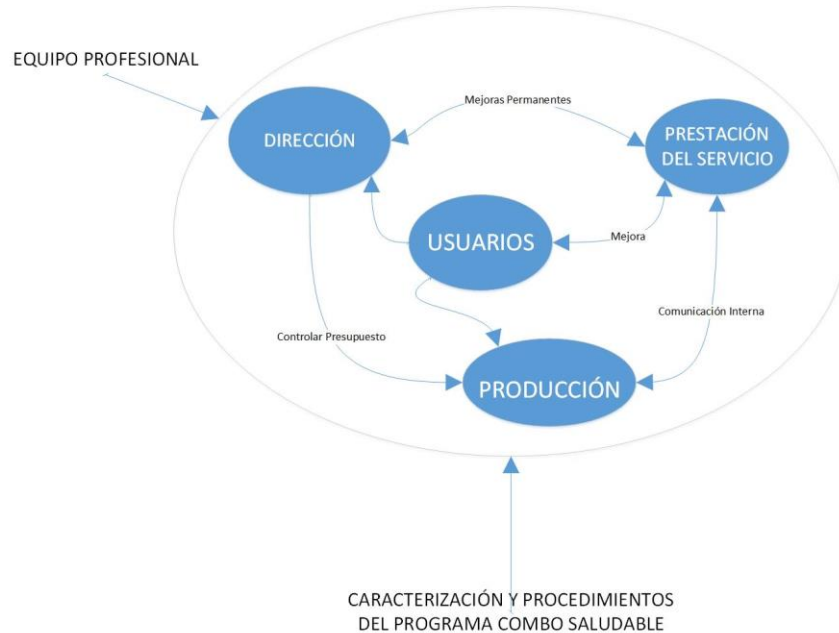 EQUIPO PROFESIONAL
Mejoras Permanentes
DIRECCIÓN
PRESTACIÓN
DEL SERVICIO
USUARIOS
Mejora
Comunicación Interna
Controlar Presupuesto
PRODUCCIÓN
CARACTERIZACIÓN Y PROCEDIMIENTOS
DEL PROGRAMA COMBO SALUDABLE